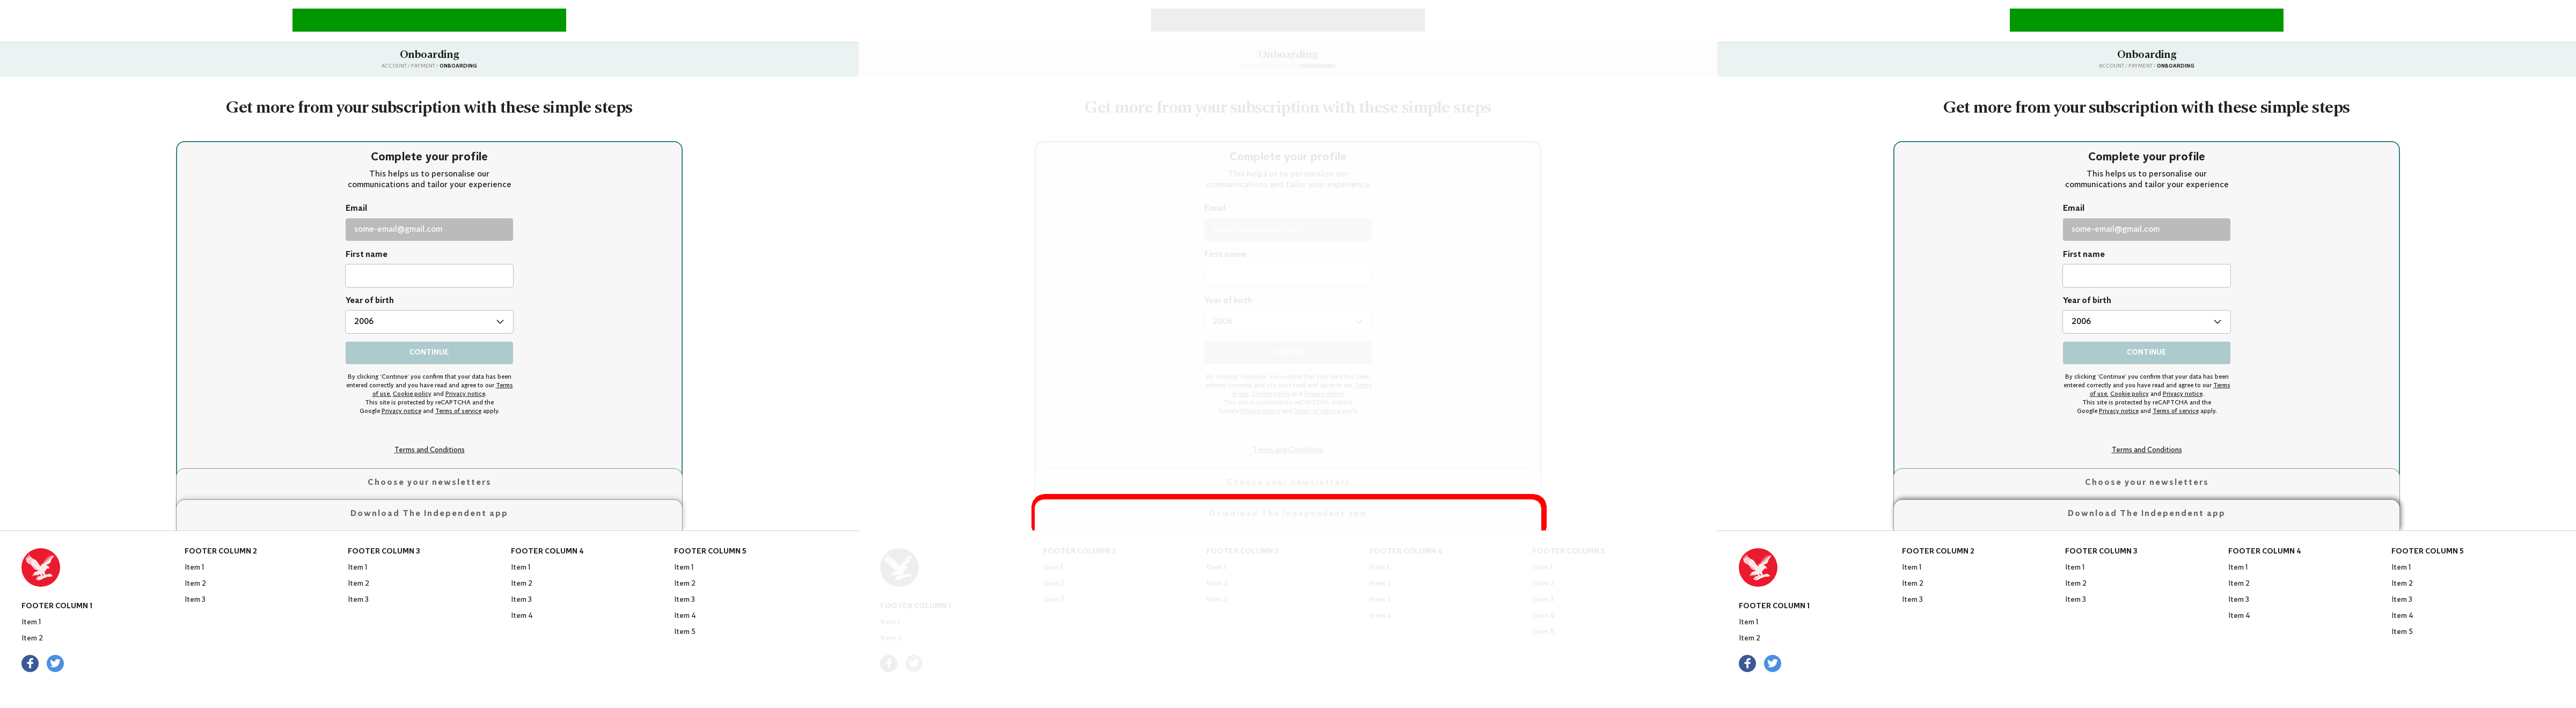 Onboarding
ACCOUNT / PAYMENT / ONBOARDING
Get more from your subscription with these simple steps
Complete your profile
This helps us to personalise our
communications and tailor your experience
Email
some-email@gmail.com
First name
Year of birth
2006
CONTINUE
By clicking 'Continue' you confirm that your data has been
entered correctly and you have read and agree to our Terms
of use, Cookie policy and Privacy notice.
This site is protected by reCAPTCHA and the
Google Privacy notice and Terms of service apply.
Terms and Conditions
Choose your newsletters
Download The Independent app
FOOTER COLUMN 1
Item 1
Item 2
FOOTER COLUMN 2
Item 1
Item 2
Item 3
FOOTER COLUMN 3
Item 1
Item 2
Item 3
FOOTER COLUMN 4
Item 1
Item 2
Item 3
Item 4
FOOTER COLUMN 5
Item 1
Item 2
Item 3
Item 4
Item 5
Onboarding
Get more from your subscription with these simple steps
Complete your profile
This helps us to personalise our
communications and tailor your experience
Email
First name
Year of birth
2006
By clicking 'Continue' you confirm that your data has been
entered correctly and you have read and agree to our Terms
of use, Cookie policy and Privacy notice.
This site is protected by reCAPTCHA and the
Google Privacy notice and Terms of service apply.
Terms and Conditions
Choose your newsletters
Download The Independent app
FOOTER COLUMN 1
Item 1
Item 2
FOOTER COLUMN 2
Item 1
Item 2
Item 3
FOOTER COLUMN 3
Item 1
Item 2
Item 3
FOOTER COLUMN 4
Item 1
Item 2
Item 3
Item 4
FOOTER COLUMN 5
Item 1
Item 2
Item 3
Item 4
Item 5
Onboarding
ACCOUNT / PAYMENT / ONBOARDING
Get more from your subscription with these simple steps
Complete your profile
This helps us to personalise our
communications and tailor your experience
Email
some-email@gmail.com
First name
Year of birth
2006
CONTINUE
By clicking 'Continue' you confirm that your data has been
entered correctly and you have read and agree to our Terms
of use, Cookie policy and Privacy notice.
This site is protected by reCAPTCHA and the
Google Privacy notice and Terms of service apply.
Terms and Conditions
Choose your newsletters
Download The Independent app
FOOTER COLUMN 1
Item 1
Item 2
FOOTER COLUMN 2
Item 1
Item 2
Item 3
FOOTER COLUMN 3
Item 1
Item 2
Item 3
FOOTER COLUMN 4
Item 1
Item 2
Item 3
Item 4
FOOTER COLUMN 5
Item 1
Item 2
Item 3
Item 4
Item 5